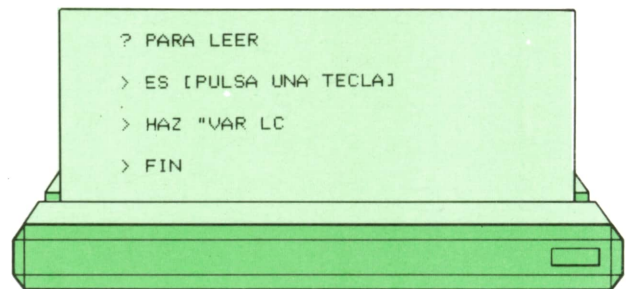 ? PARA LEER
> ES [PULSA UNA TECLA]
> HAZ "VAR LC
> FIN